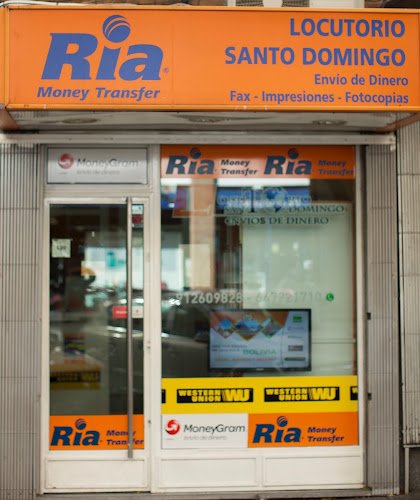 Ria
Money Transfer
LOCUTORIO
SANTO DOMINGO
Envío de Dinero
Fax - Impresiones - Fotocopias
MoneyGram
envío de dinero
Ria Money Transfer Ria Money Transfer
DOMINGO
ENVIOS DE DINERO
912609828 - 647721710
BOLIVIA
WESTERN UNION WU WESTERN UNION WU
Ria Money Transfer
MoneyGram
envío de dinero
Ria Money Transfer